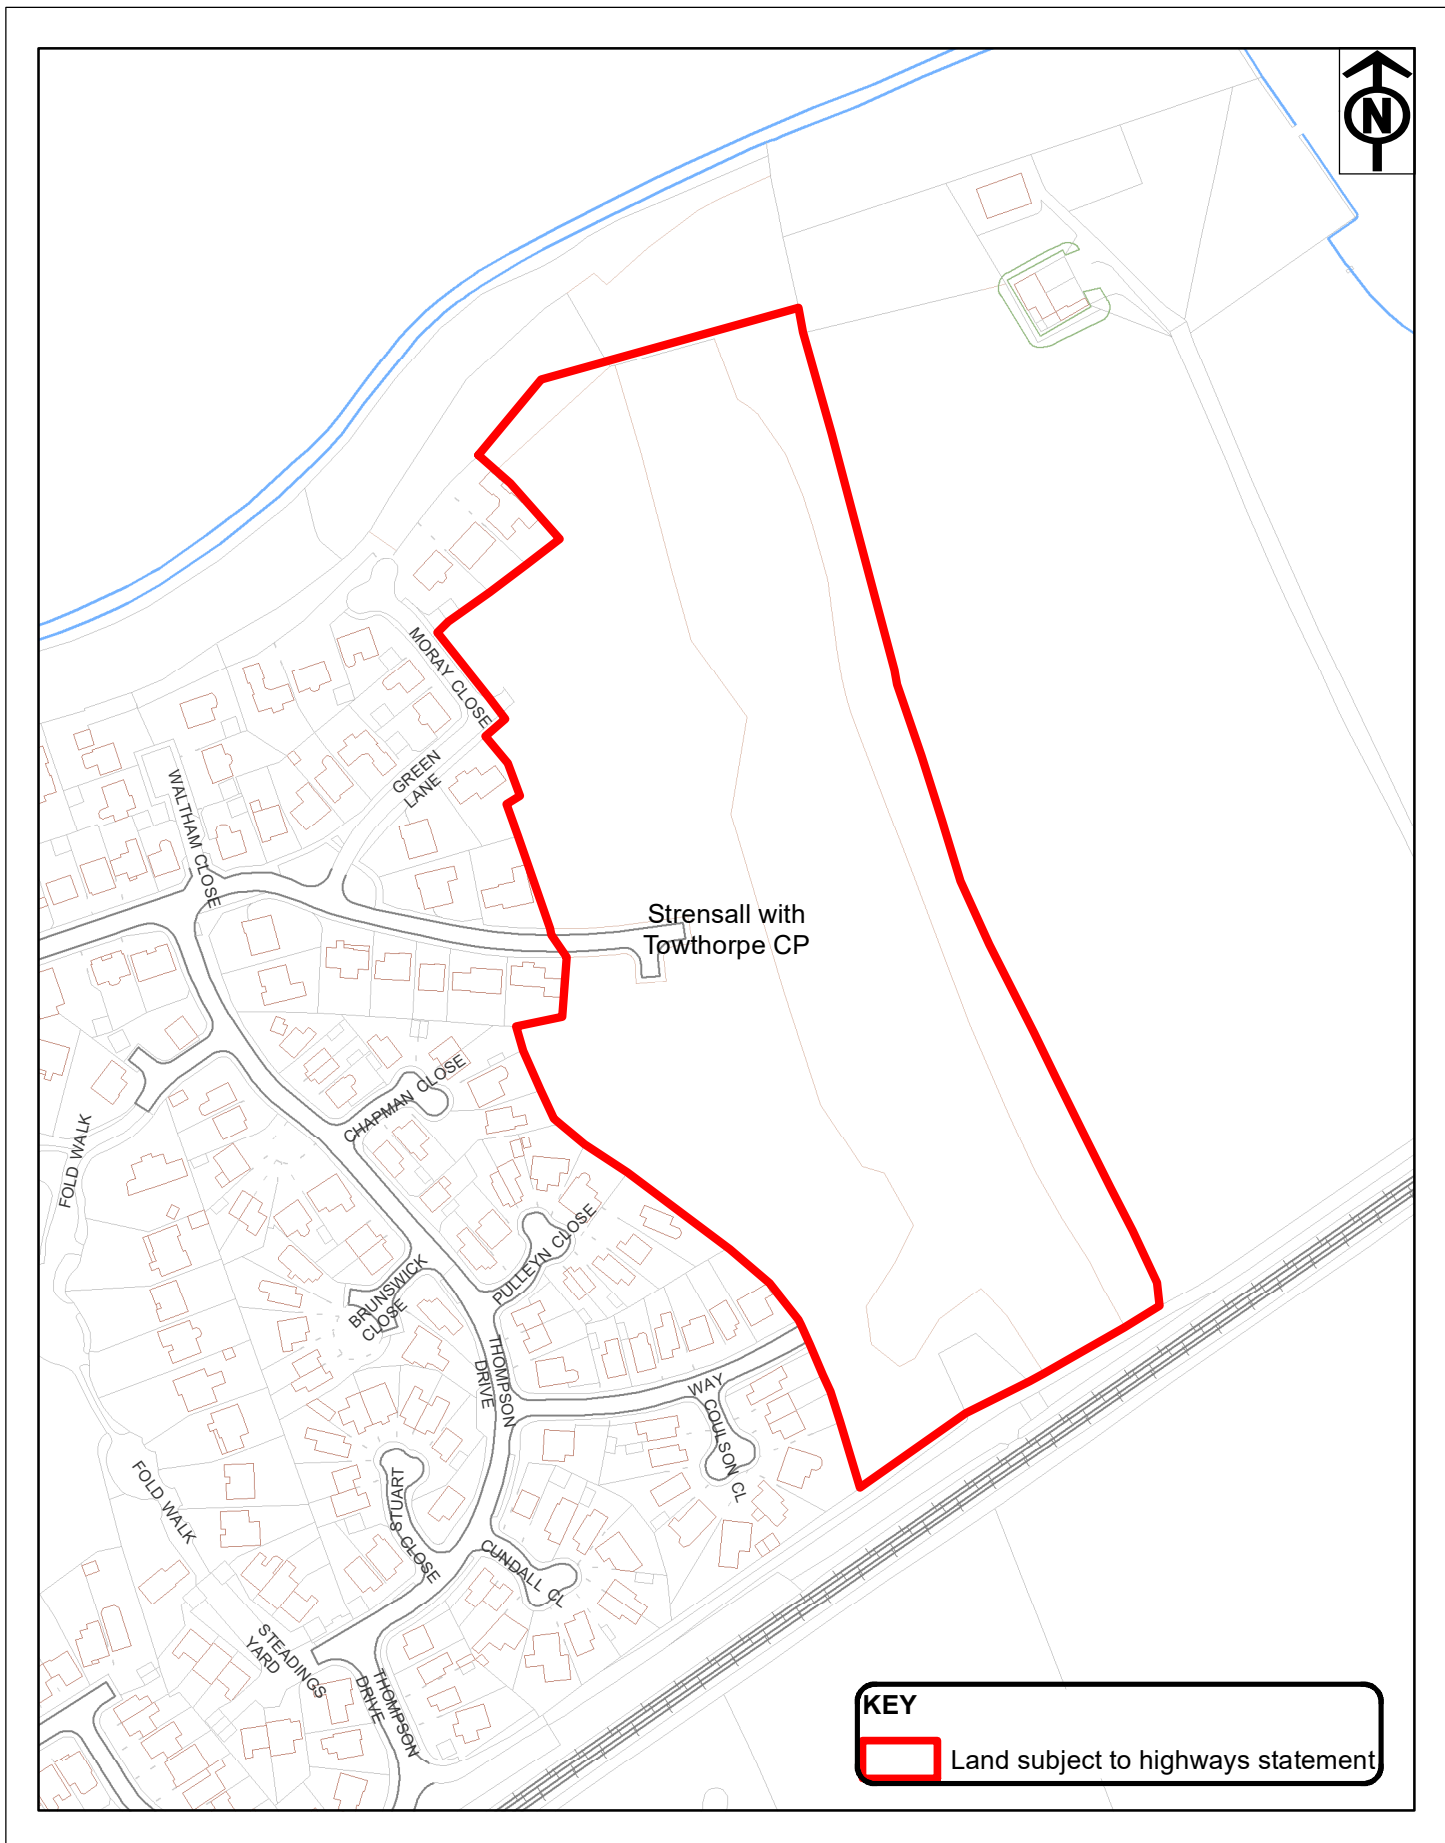 N
MORAY CLOSE
GREEN
LANE
WALTHAM CLOSE
Strensall with
Towthorpe CP
CHAPMAN CLOSE
FOLD WALK
PULLEYN CLOSE
BRUNSWICK
CLOSE
THOMPSON
DRIVE
WAY
COULSON CL
STUART
CLOSE
FOLD WALK
CUNDALL CL
STEADINGS
YARD
THOMPSON
DRIVE
KEY
Land subject to highways statement